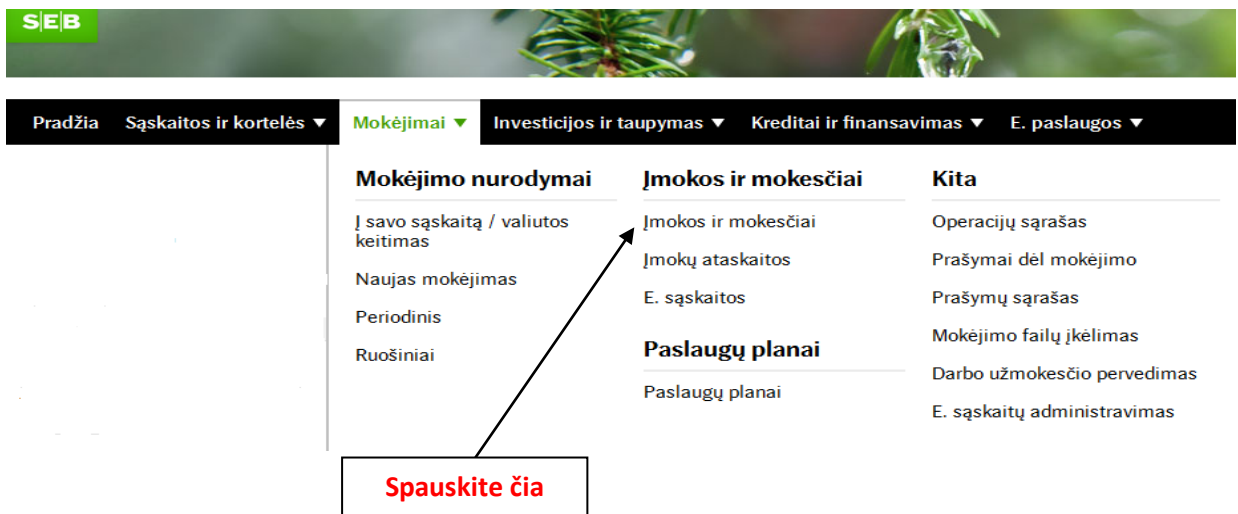 S|E|B
Pradžia Sąskaitos ir kortelės ▼ Mokėjimai ▼ Investicijos ir taupymas ▼ Kreditai ir finansavimas ▼ E. paslaugos ▼
Mokėjimo nurodymai
Į savo sąskaitą / valiutos
keitimas
Naujas mokėjimas
Periodinis
Ruošiniai
Įmokos ir mokesčiai
Įmokos ir mokesčiai
Įmokų ataskaitos
E. sąskaitos
Paslaugų planai
Paslaugų planai
Kita
Operacijų sąrašas
Prašymai dėl mokėjimo
Prašymų sąrašas
Mokėjimo failų įkėlimas
Darbo užmokesčio pervedimas
E. sąskaitų administravimas
Spauskite čia